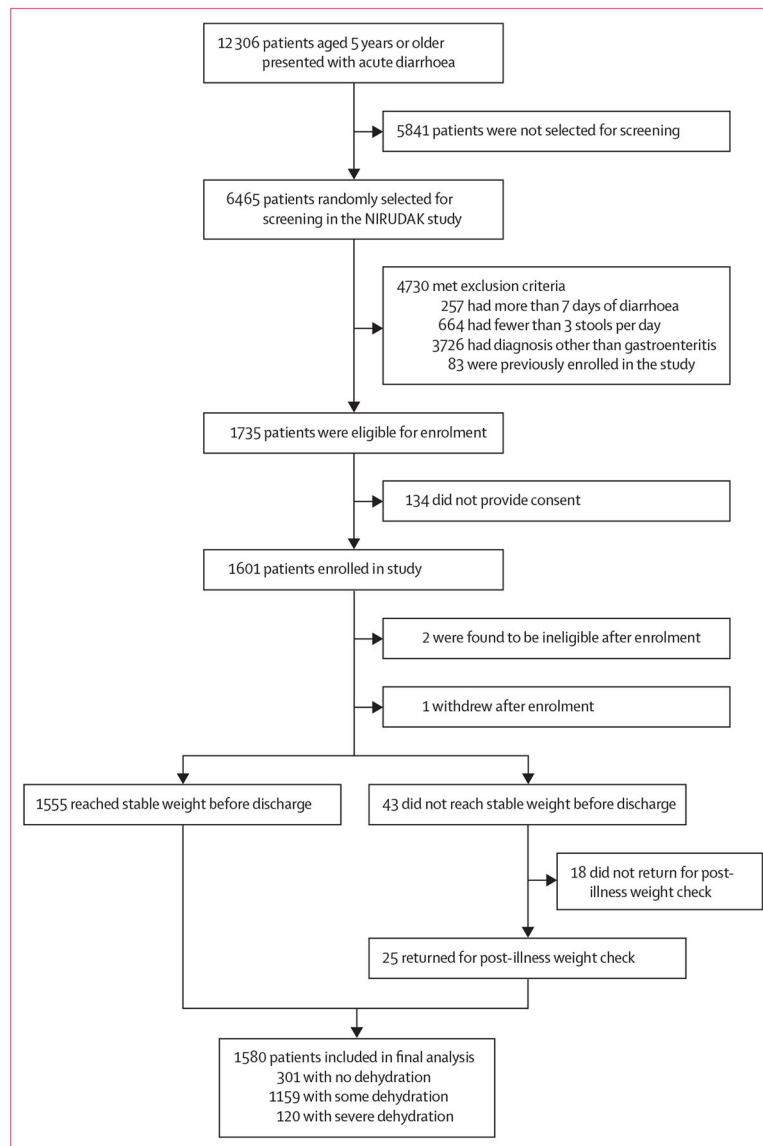 12 306 patients aged 5 years or older
presented with acute diarrhoea
5841 patients were not selected for screening
6465 patients randomly selected for
screening in the NIRUDAK study
4730 met exclusion criteria
257 had more than 7 days of diarrhoea
664 had fewer than 3 stools per day
3726 had diagnosis other than gastroenteritis
83 were previously enrolled in the study
1735 patients were eligible for enrolment
134 did not provide consent
1601 patients enrolled in study
2 were found to be ineligible after enrolment
1 withdrew after enrolment
1555 reached stable weight before discharge
43 did not reach stable weight before discharge
18 did not return for post-
illness weight check
25 returned for post-illness weight check
1580 patients included in final analysis
301 with no dehydration
1159 with some dehydration
120 with severe dehydration